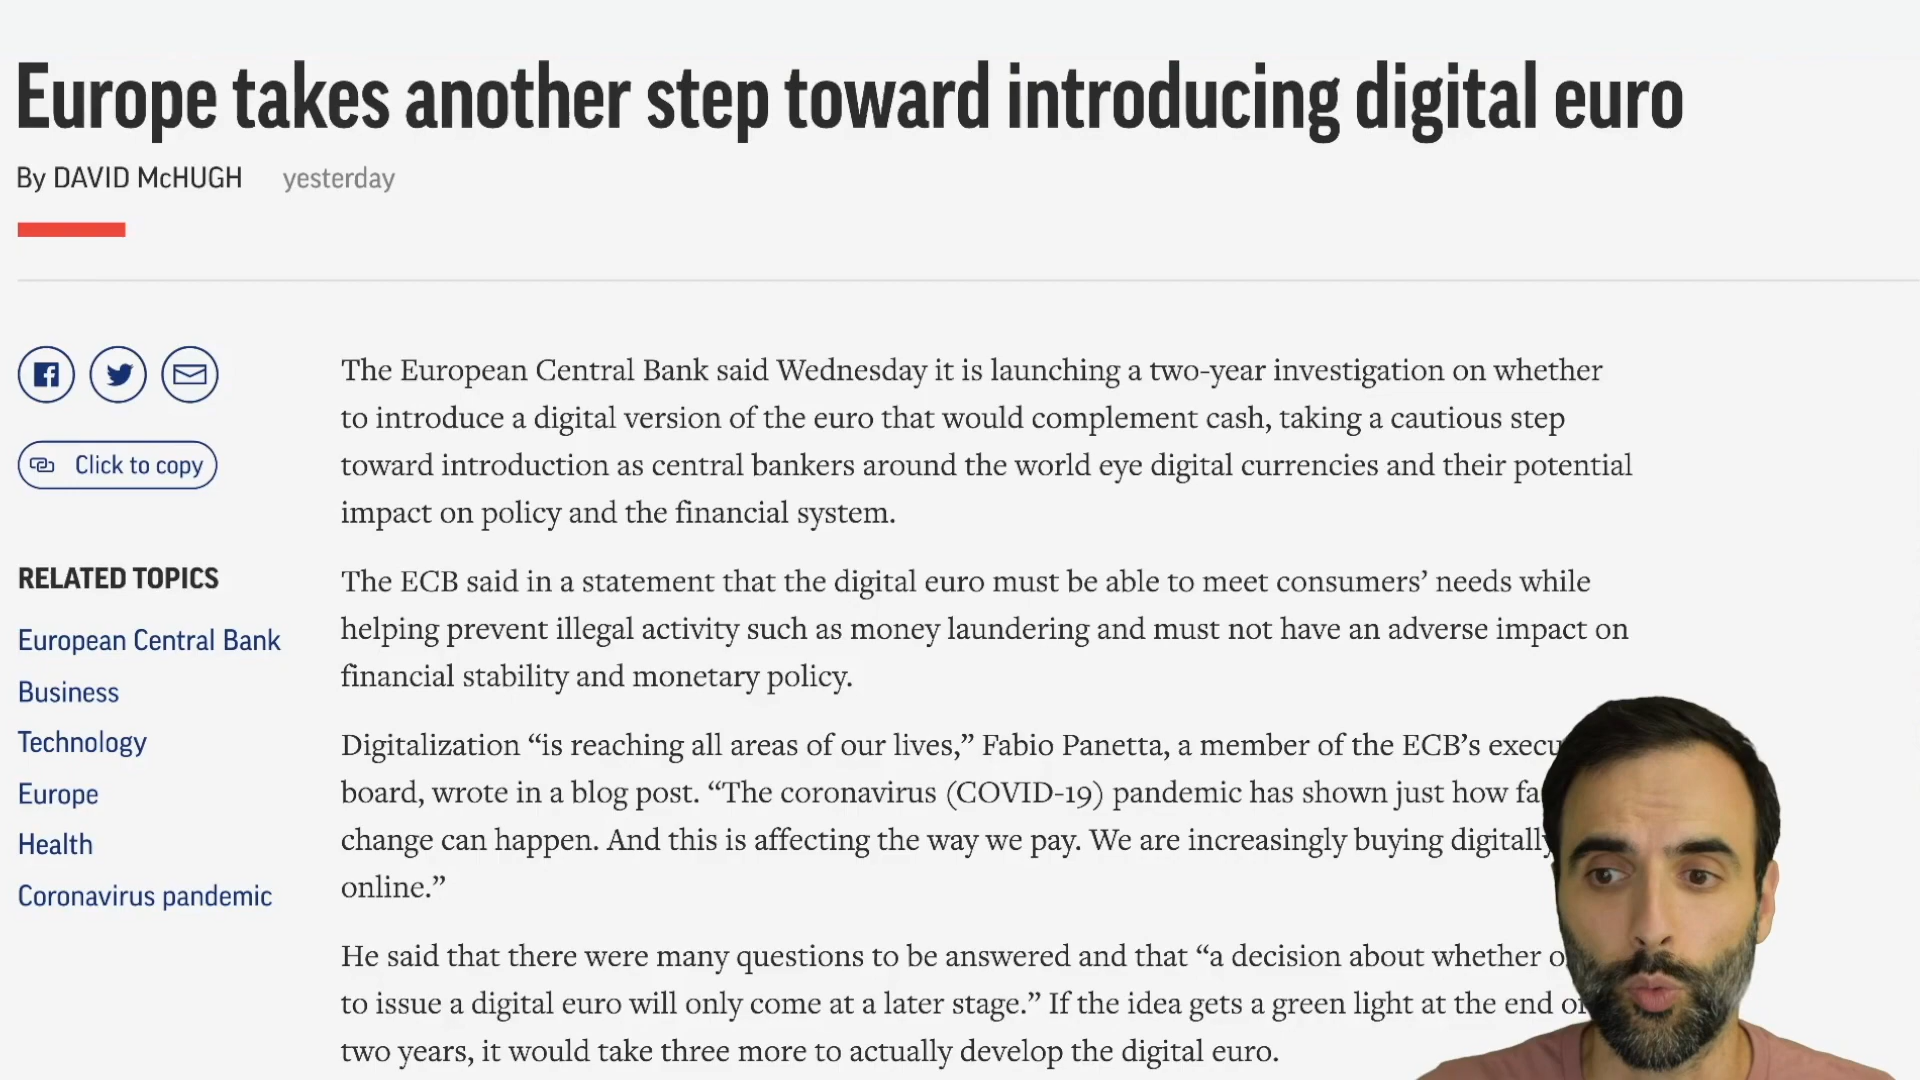 Europe takes another step toward introducing digital euro
By DAVID McHUGH yesterday
Click to copy
RELATED TOPICS
European Central Bank
Business
Technology
Europe
Health
Coronavirus pandemic
The European Central Bank said Wednesday it is launching a two-year investigation on whether
to introduce a digital version of the euro that would complement cash, taking a cautious step
toward introduction as central bankers around the world eye digital currencies and their potential
impact on policy and the financial system.
The ECB said in a statement that the digital euro must be able to meet consumers’ needs while
helping prevent illegal activity such as money laundering and must not have an adverse impact on
financial stability and monetary policy.
Digitalization “is reaching all areas of our lives,” Fabio Panetta, a member of the ECB’s
board, wrote in a blog post. “The coronavirus (COVID-19) pandemic has shown just how
change can happen. And this is affecting the way we pay. We are increasingly buying digitally
online.”
He said that there were many questions to be answered and that “a decision about whether
to issue a digital euro will only come at a later stage.” If the idea gets a green light at the end
two years, it would take three more to actually develop the digital euro.